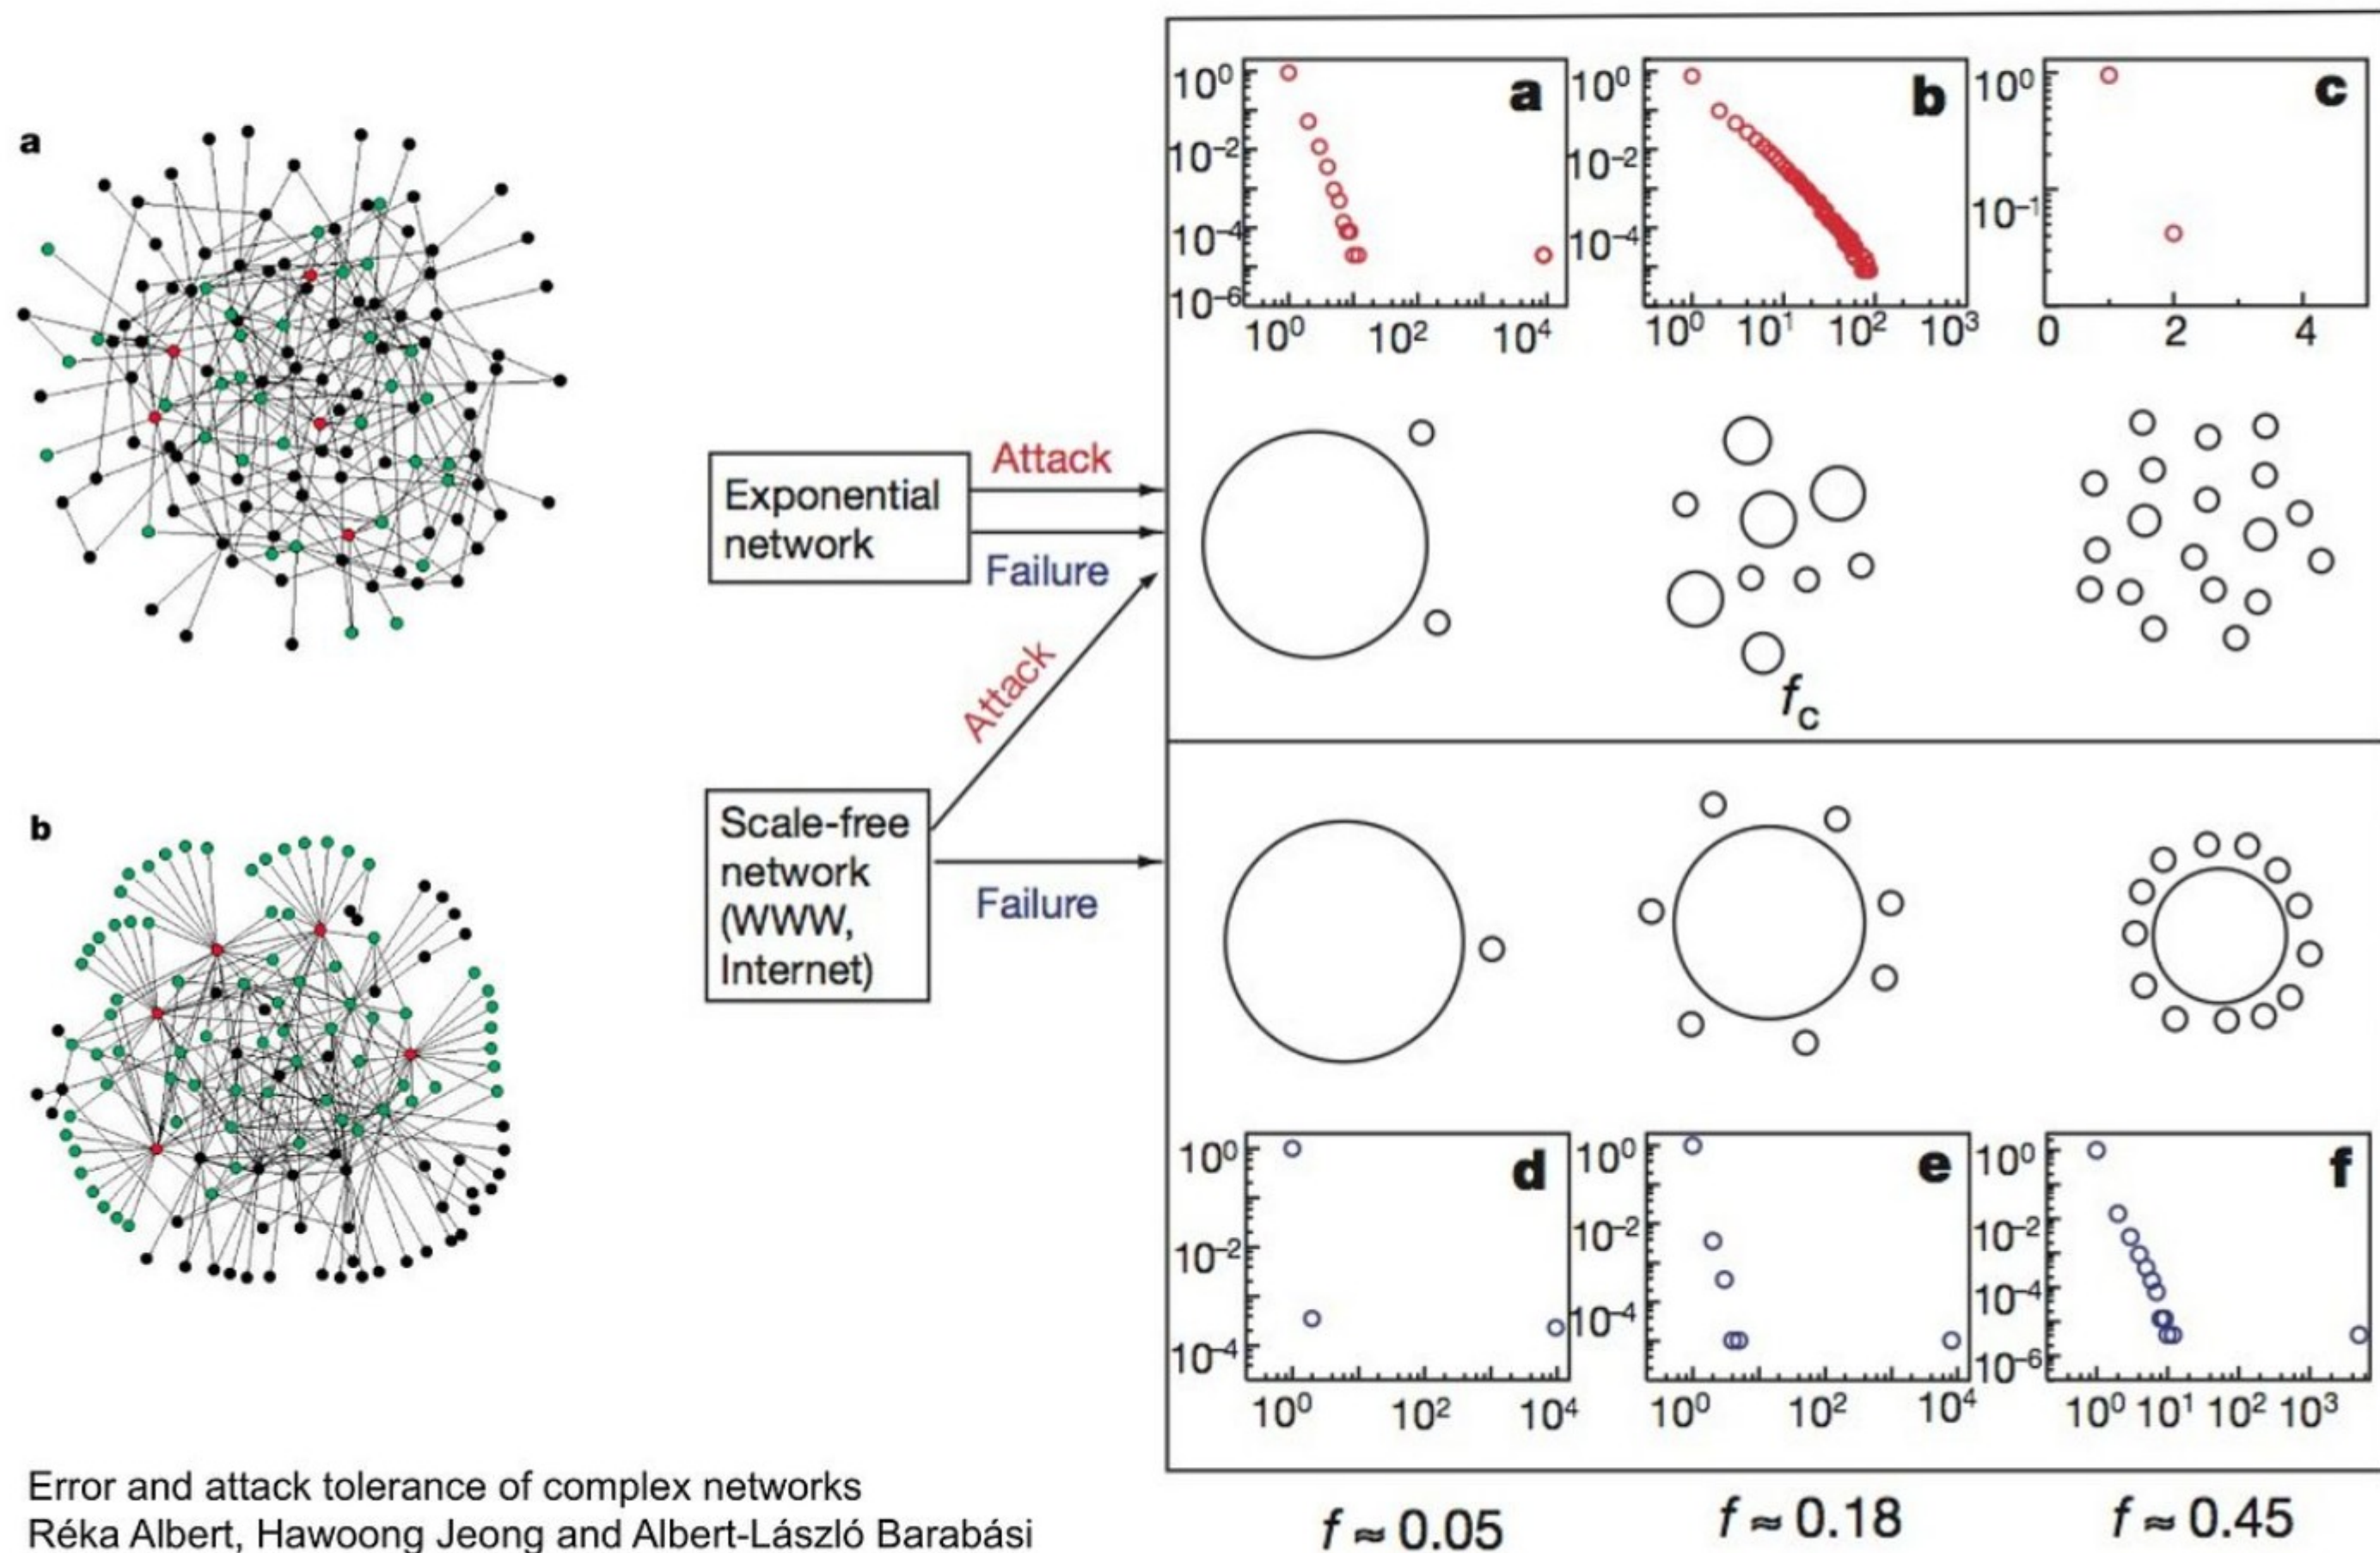 a
Exponential
network
Attack
Failure
Attack
b
Scale-free
network
(WWW,
Internet)
Failure
10⁰
10⁻²
10⁻⁴
10⁻⁶
a
10⁰ 10² 10⁴
10⁰
10⁻²
10⁻⁴
b
10⁰ 10¹ 10² 10³
10⁰
10⁻¹
c
0 2 4
fc
10⁰
10⁻²
10⁻⁴
d
10⁰ 10² 10⁴
10⁰
10⁻²
10⁻⁴
e
10⁰ 10² 10⁴
10⁰
10⁻²
10⁻⁴
10⁻⁶
f
10⁰ 10¹ 10² 10³
f ≈ 0.05 f ≈ 0.18 f ≈ 0.45
Error and attack tolerance of complex networks
Réka Albert, Hawoong Jeong and Albert-László Barabási